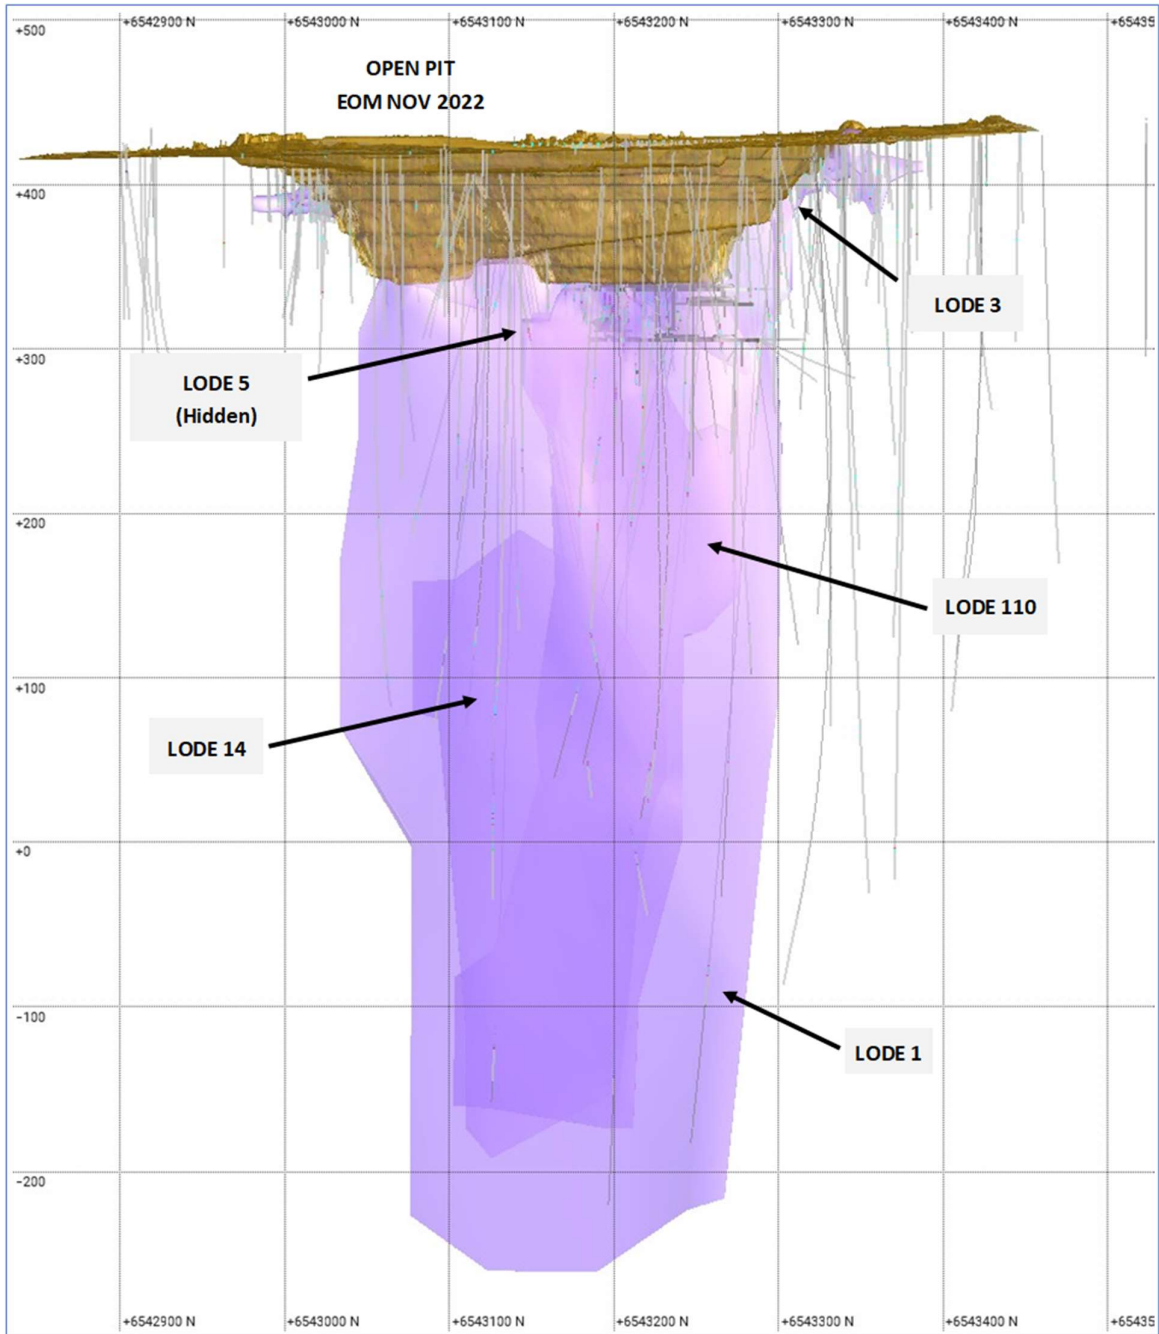 +6542900 N
+6543000 N
+6543100 N
+6543200 N
+6543300 N
+6543400 N
+65435
+500
OPEN PIT
EOM NOV 2022
+400
LODE 3
+300
LODE 5
(Hidden)
+200
LODE 110
+100
LODE 14
+0
-100
LODE 1
-200
+6542900 N
+6543000 N
+6543100 N
+6543200 N
+6543300 N
+6543400 N
+65435